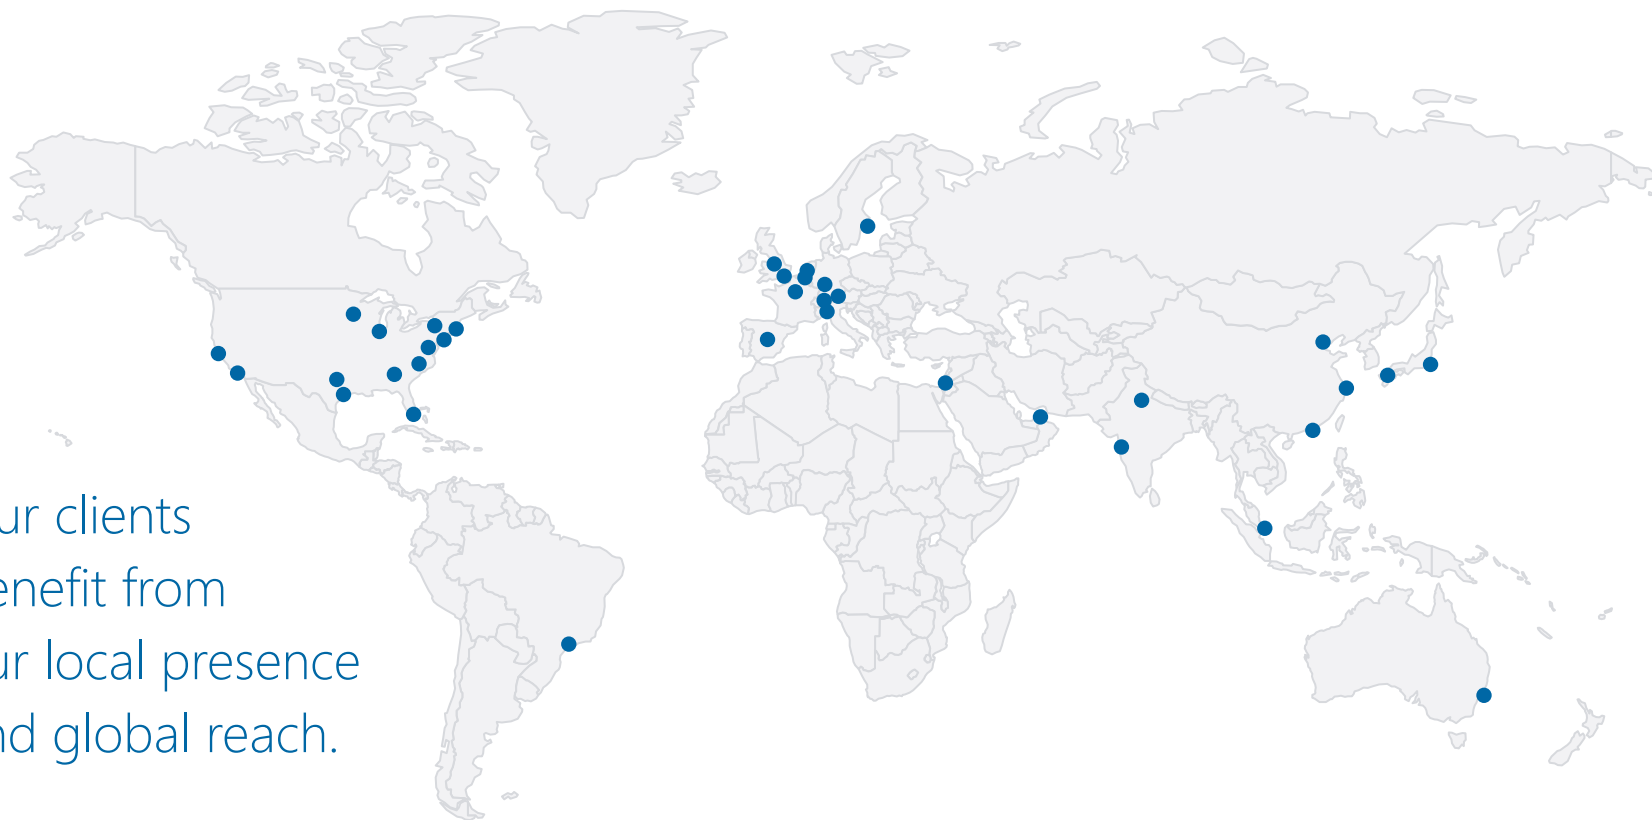 ur clients
enefit from
ur local presence
nd global reach.